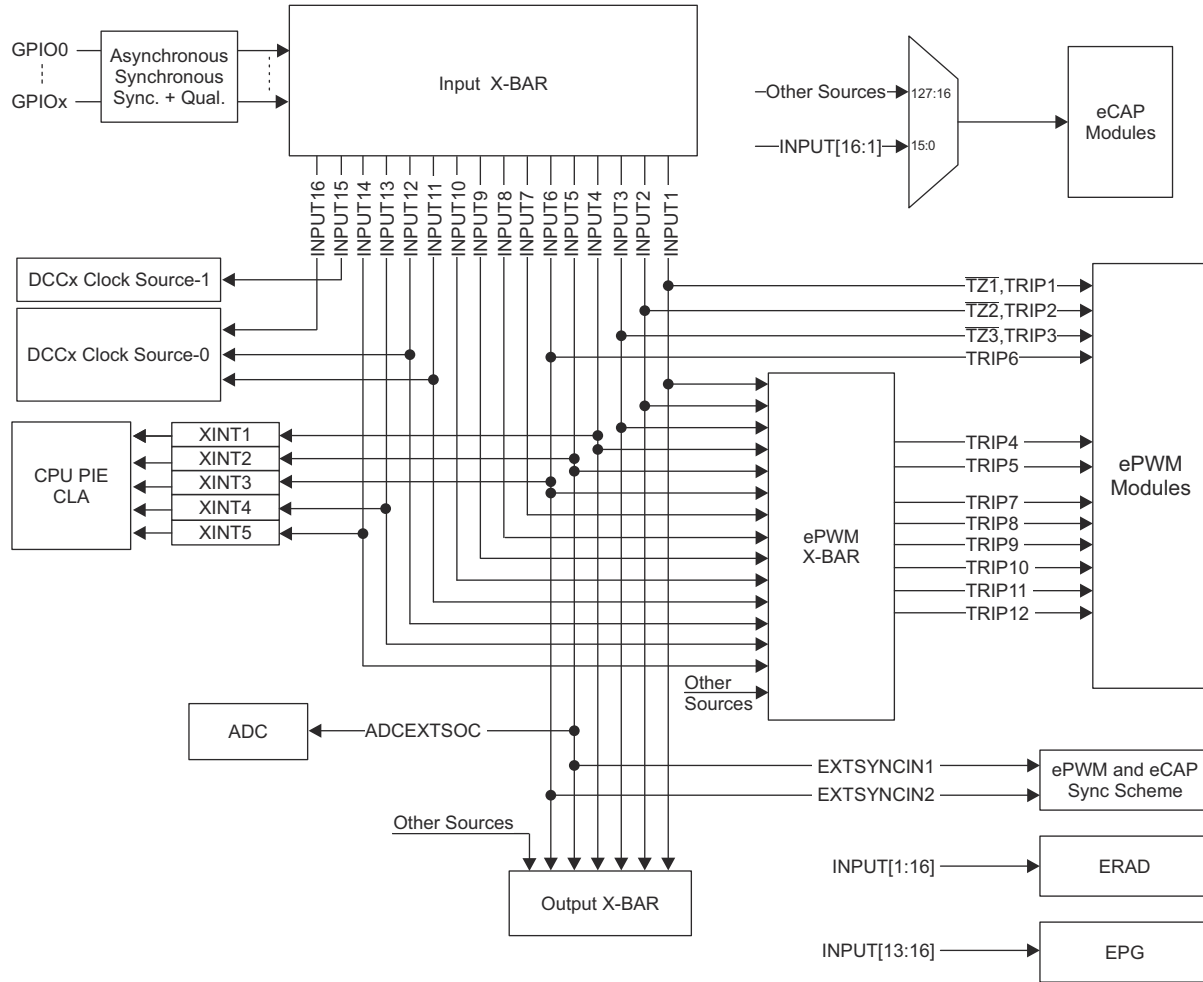 GPIO0
GPIOx
Asynchronous
Synchronous
Sync. + Qual.
Input X-BAR
Other Sources
127:16
INPUT[16:1]
15:0
eCAP
Modules
INPUT16
INPUT15
INPUT14
INPUT13
INPUT12
INPUT11
INPUT10
INPUT9
INPUT8
INPUT7
INPUT6
INPUT5
INPUT4
INPUT3
INPUT2
INPUT1
DCCx Clock Source-1
DCCx Clock Source-0
TZ1,TRIP1
TZ2,TRIP2
TZ3,TRIP3
TRIP6
CPU PIE
CLA
XINT1
XINT2
XINT3
XINT4
XINT5
ePWM
X-BAR
TRIP4
TRIP5
TRIP7
TRIP8
TRIP9
TRIP10
TRIP11
TRIP12
ePWM
Modules
Other
Sources
ADC
ADCEXTSOC
EXTSYNCIN1
EXTSYNCIN2
ePWM and eCAP
Sync Scheme
Other Sources
Output X-BAR
INPUT[1:16]
ERAD
INPUT[13:16]
EPG